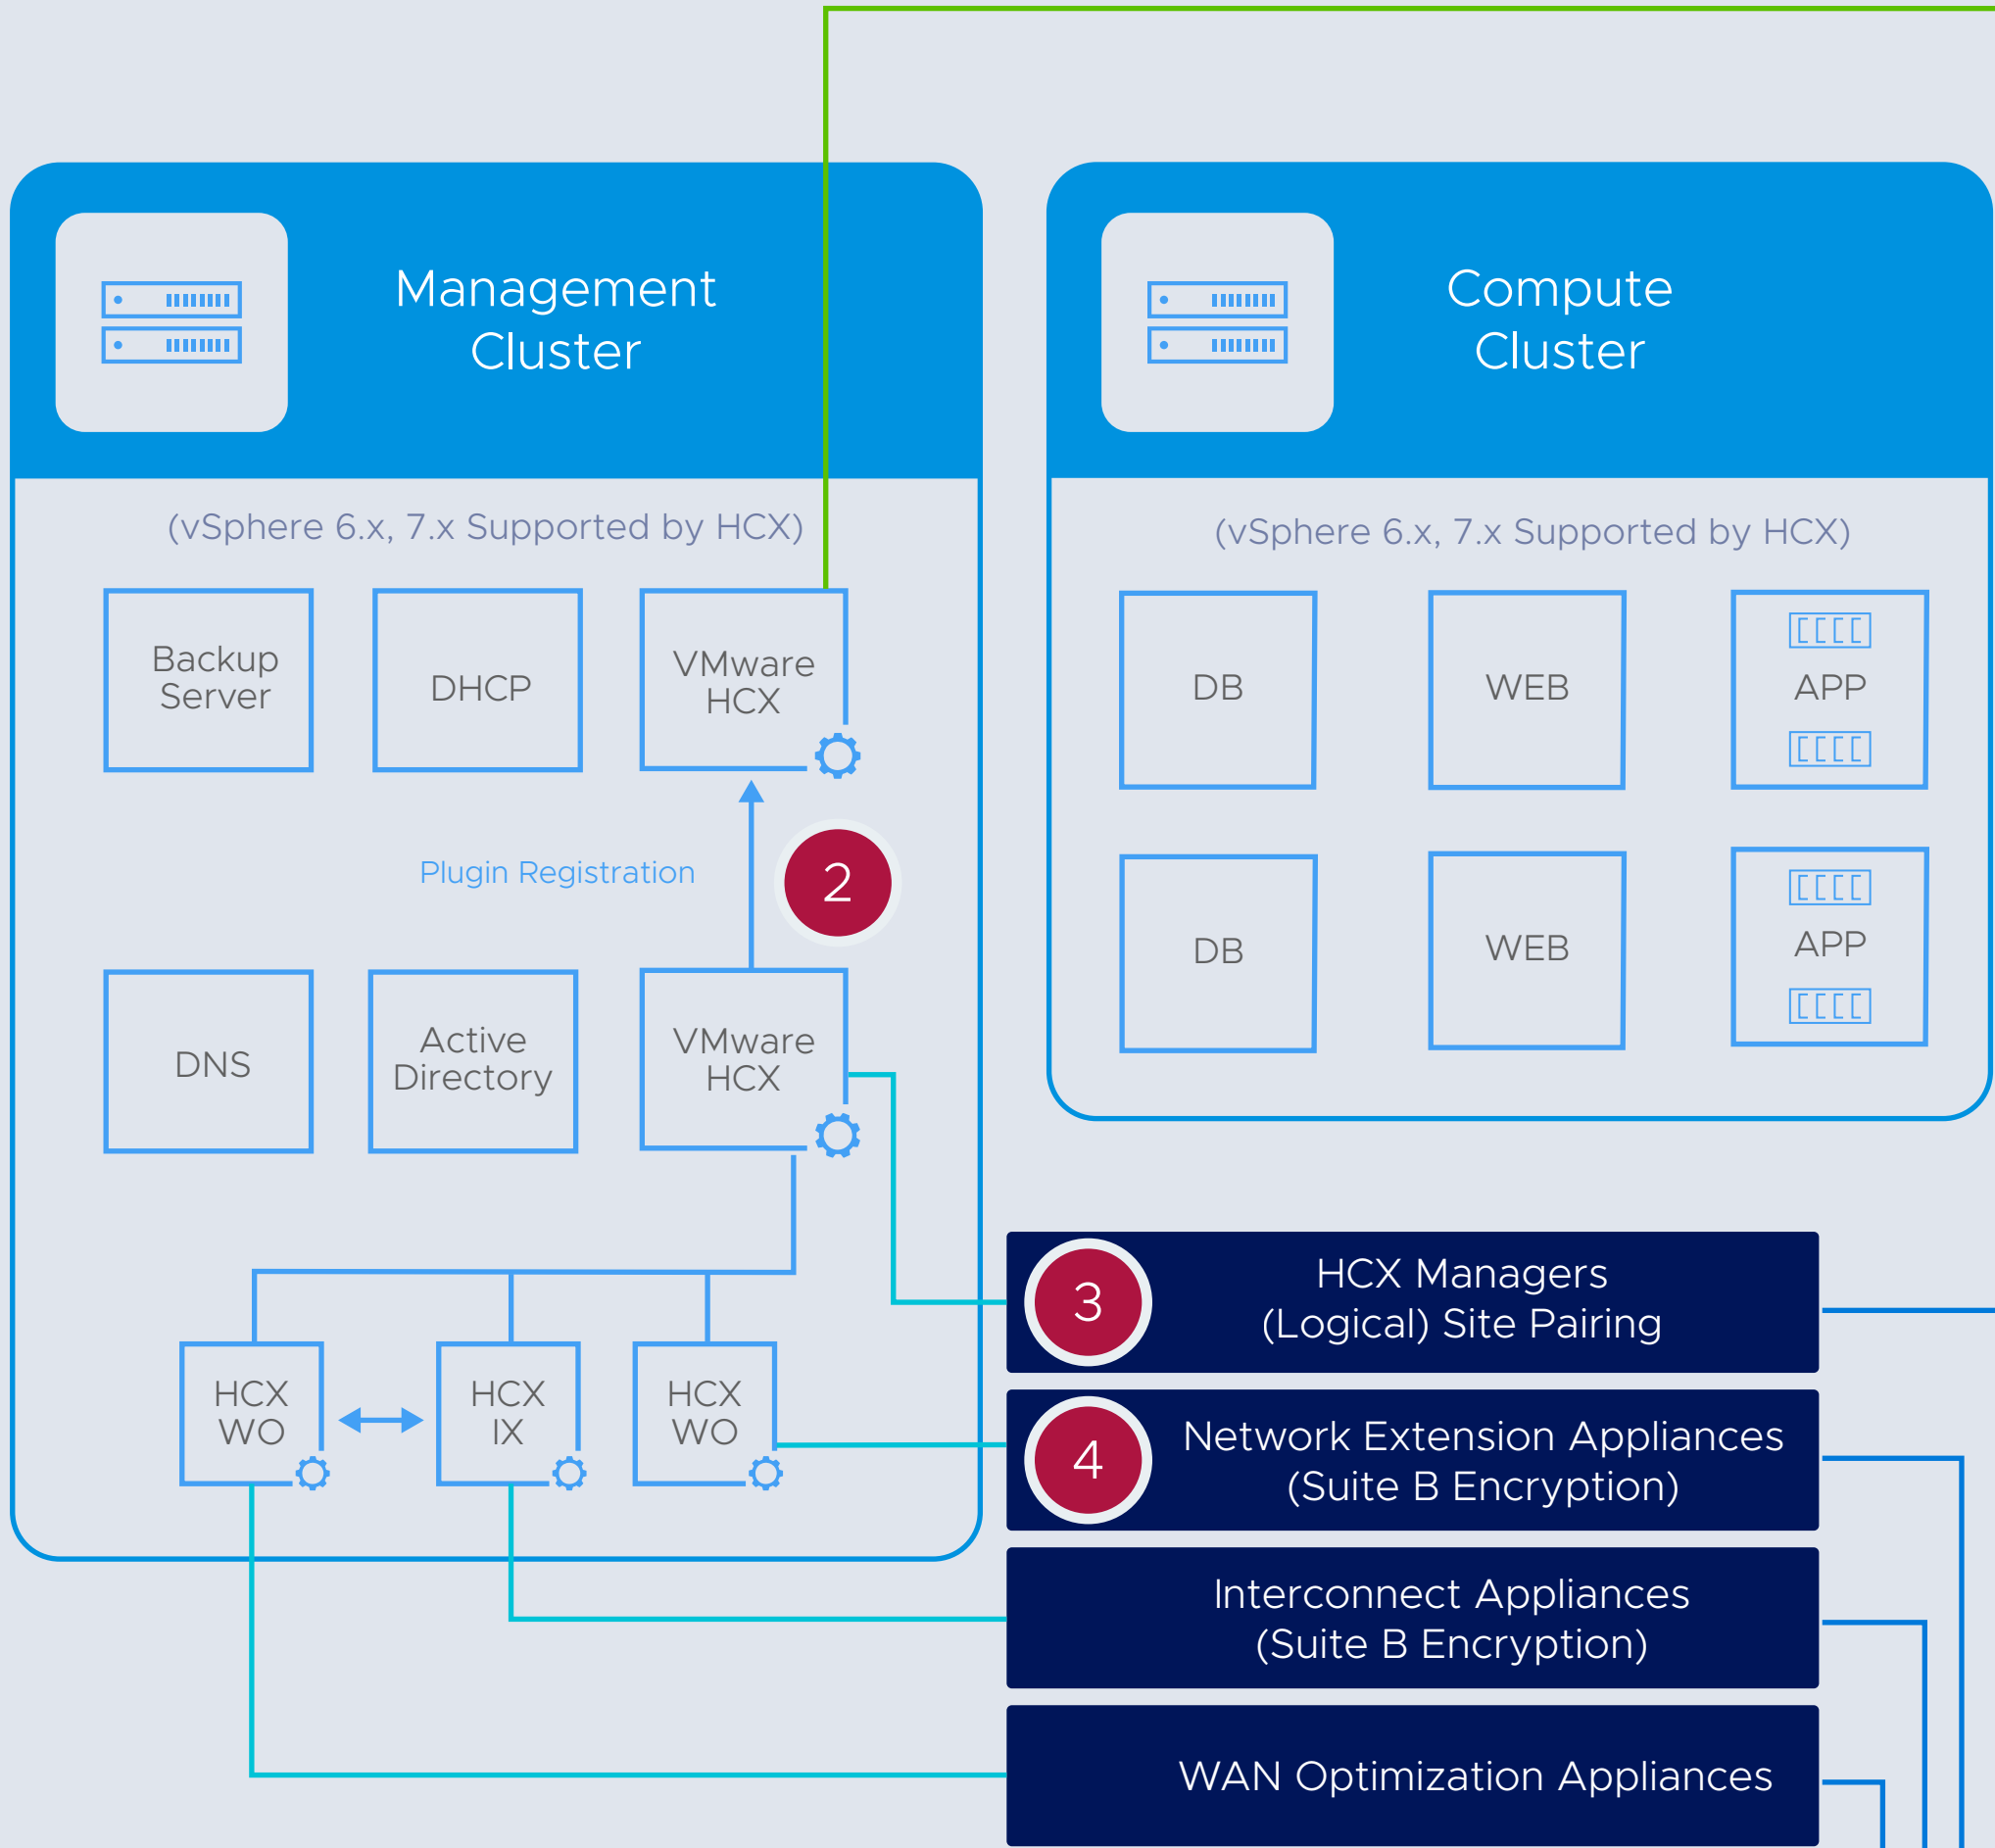 Management
Cluster
(vSphere 6.x, 7.x Supported by HCX)
Backup
Server
DHCP
VMware
HCX
Plugin Registration
2
DNS
Active
Directory
VMware
HCX
HCX
WO
HCX
IX
HCX
WO
Compute
Cluster
(vSphere 6.x, 7.x Supported by HCX)
DB
WEB
APP
DB
WEB
APP
3
HCX Managers
(Logical) Site Pairing
4
Network Extension Appliances
(Suite B Encryption)
Interconnect Appliances
(Suite B Encryption)
WAN Optimization Appliances